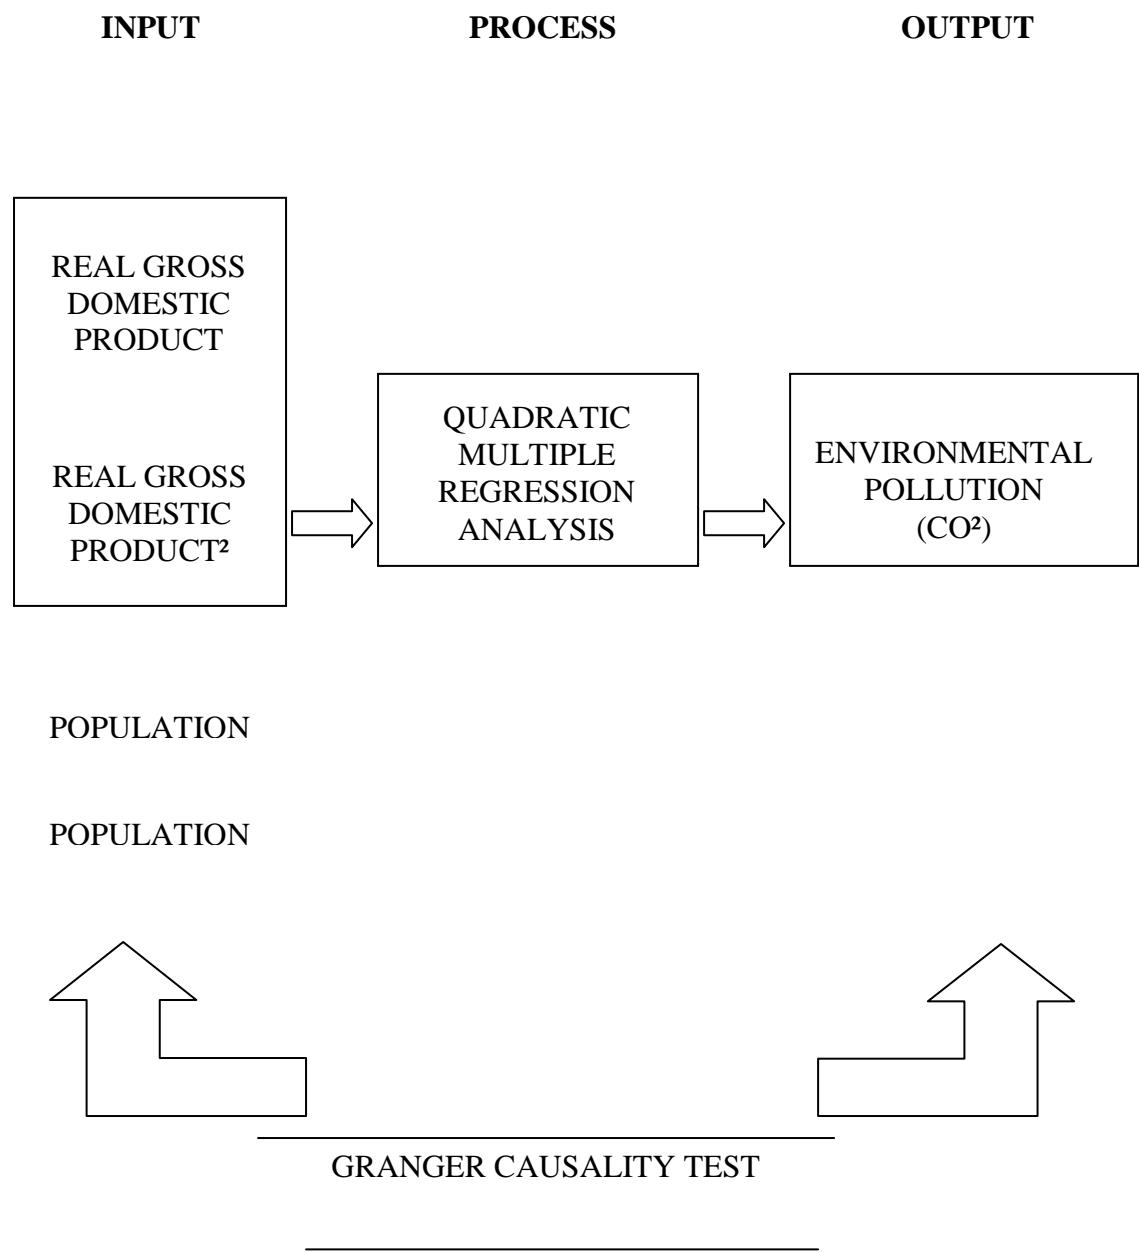 INPUT PROCESS OUTPUT
REAL GROSS
DOMESTIC
PRODUCT
REAL GROSS
DOMESTIC
PRODUCT²
QUADRATIC
MULTIPLE
REGRESSION
ANALYSIS
ENVIRONMENTAL
POLLUTION
(CO²)
POPULATION
POPULATION
GRANGER CAUSALITY TEST